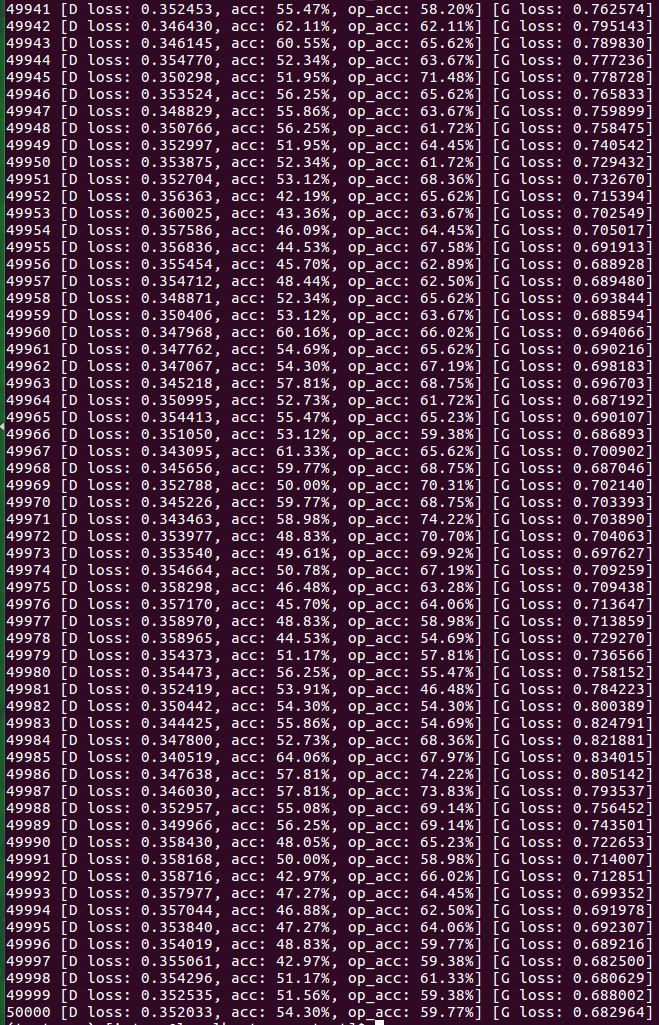 49941 [D loss: 0.352453, acc: 55.47%, op_acc: 58.20%] [G loss: 0.762574]
49942 [D loss: 0.346430, acc: 62.11%, op_acc: 62.11%] [G loss: 0.795143]
49943 [D loss: 0.346145, acc: 60.55%, op_acc: 65.62%] [G loss: 0.789830]
49944 [D loss: 0.354770, acc: 52.34%, op_acc: 63.67%] [G loss: 0.777236]
49945 [D loss: 0.350298, acc: 51.95%, op_acc: 71.48%] [G loss: 0.778728]
49946 [D loss: 0.353524, acc: 56.25%, op_acc: 65.62%] [G loss: 0.765833]
49947 [D loss: 0.348829, acc: 55.86%, op_acc: 63.67%] [G loss: 0.759899]
49948 [D loss: 0.350766, acc: 56.25%, op_acc: 61.72%] [G loss: 0.758475]
49949 [D loss: 0.352997, acc: 51.95%, op_acc: 64.45%] [G loss: 0.740542]
49950 [D loss: 0.353875, acc: 52.34%, op_acc: 61.72%] [G loss: 0.729432]
49951 [D loss: 0.352704, acc: 53.12%, op_acc: 68.36%] [G loss: 0.732670]
49952 [D loss: 0.356363, acc: 42.19%, op_acc: 65.62%] [G loss: 0.715394]
49953 [D loss: 0.360025, acc: 43.36%, op_acc: 63.67%] [G loss: 0.702549]
49954 [D loss: 0.357586, acc: 46.09%, op_acc: 64.45%] [G loss: 0.705017]
49955 [D loss: 0.356836, acc: 44.53%, op_acc: 67.58%] [G loss: 0.691913]
49956 [D loss: 0.355454, acc: 45.70%, op_acc: 62.89%] [G loss: 0.688928]
49957 [D loss: 0.354712, acc: 48.44%, op_acc: 62.50%] [G loss: 0.689480]
49958 [D loss: 0.348871, acc: 52.34%, op_acc: 65.62%] [G loss: 0.693844]
49959 [D loss: 0.350406, acc: 53.12%, op_acc: 63.67%] [G loss: 0.688594]
49960 [D loss: 0.347968, acc: 60.16%, op_acc: 66.02%] [G loss: 0.694066]
49961 [D loss: 0.347762, acc: 54.69%, op_acc: 65.62%] [G loss: 0.690216]
49962 [D loss: 0.347067, acc: 54.30%, op_acc: 67.19%] [G loss: 0.698183]
49963 [D loss: 0.345218, acc: 57.81%, op_acc: 68.75%] [G loss: 0.696703]
49964 [D loss: 0.350995, acc: 52.73%, op_acc: 61.72%] [G loss: 0.687192]
49965 [D loss: 0.354413, acc: 55.47%, op_acc: 65.23%] [G loss: 0.690107]
49966 [D loss: 0.351050, acc: 53.12%, op_acc: 59.38%] [G loss: 0.686893]
49967 [D loss: 0.343095, acc: 61.33%, op_acc: 65.62%] [G loss: 0.700902]
49968 [D loss: 0.345656, acc: 59.77%, op_acc: 68.75%] [G loss: 0.687046]
49969 [D loss: 0.352788, acc: 50.00%, op_acc: 70.31%] [G loss: 0.702140]
49970 [D loss: 0.345226, acc: 59.77%, op_acc: 68.75%] [G loss: 0.703393]
49971 [D loss: 0.343463, acc: 58.98%, op_acc: 74.22%] [G loss: 0.703890]
49972 [D loss: 0.353977, acc: 48.83%, op_acc: 70.70%] [G loss: 0.704063]
49973 [D loss: 0.353540, acc: 49.61%, op_acc: 69.92%] [G loss: 0.697627]
49974 [D loss: 0.354664, acc: 50.78%, op_acc: 67.19%] [G loss: 0.709259]
49975 [D loss: 0.358298, acc: 46.48%, op_acc: 63.28%] [G loss: 0.709438]
49976 [D loss: 0.357170, acc: 45.70%, op_acc: 64.06%] [G loss: 0.713647]
49977 [D loss: 0.358970, acc: 48.83%, op_acc: 58.98%] [G loss: 0.713859]
49978 [D loss: 0.358965, acc: 44.53%, op_acc: 54.69%] [G loss: 0.729270]
49979 [D loss: 0.354373, acc: 51.17%, op_acc: 57.81%] [G loss: 0.736566]
49980 [D loss: 0.354473, acc: 56.25%, op_acc: 55.47%] [G loss: 0.758152]
49981 [D loss: 0.352419, acc: 53.91%, op_acc: 46.48%] [G loss: 0.784223]
49982 [D loss: 0.350442, acc: 54.30%, op_acc: 54.30%] [G loss: 0.800389]
49983 [D loss: 0.344425, acc: 55.86%, op_acc: 54.69%] [G loss: 0.824791]
49984 [D loss: 0.347800, acc: 52.73%, op_acc: 68.36%] [G loss: 0.821881]
49985 [D loss: 0.340519, acc: 64.06%, op_acc: 67.97%] [G loss: 0.834015]
49986 [D loss: 0.347638, acc: 57.81%, op_acc: 74.22%] [G loss: 0.805142]
49987 [D loss: 0.346030, acc: 57.81%, op_acc: 73.83%] [G loss: 0.793537]
49988 [D loss: 0.352957, acc: 55.08%, op_acc: 69.14%] [G loss: 0.756452]
49989 [D loss: 0.349966, acc: 56.25%, op_acc: 69.14%] [G loss: 0.743501]
49990 [D loss: 0.358430, acc: 48.05%, op_acc: 65.23%] [G loss: 0.722653]
49991 [D loss: 0.358168, acc: 50.00%, op_acc: 58.98%] [G loss: 0.714007]
49992 [D loss: 0.358716, acc: 42.97%, op_acc: 66.02%] [G loss: 0.712851]
49993 [D loss: 0.357977, acc: 47.27%, op_acc: 64.45%] [G loss: 0.699352]
49994 [D loss: 0.357044, acc: 46.88%, op_acc: 62.50%] [G loss: 0.691978]
49995 [D loss: 0.353840, acc: 47.27%, op_acc: 64.06%] [G loss: 0.692307]
49996 [D loss: 0.354019, acc: 48.83%, op_acc: 59.77%] [G loss: 0.689216]
49997 [D loss: 0.355061, acc: 42.97%, op_acc: 59.38%] [G loss: 0.682500]
49998 [D loss: 0.354296, acc: 51.17%, op_acc: 61.33%] [G loss: 0.680629]
49999 [D loss: 0.352535, acc: 51.56%, op_acc: 59.38%] [G loss: 0.688002]
50000 [D loss: 0.352033, acc: 54.30%, op_acc: 59.77%] [G loss: 0.682964]